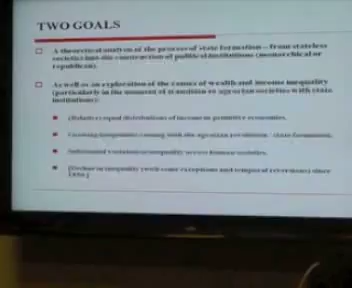 TWO GOALS
A theoretical analysis of the process of state formation – from stateless
societies into the construction of political institutions (monarchical or
republican).
As well as an exploration of the causes of wealth and income inequality
(particularly in the moment of transition to agrarian societies with state
institutions):
(Relatively) equal distributions of income in primitive economies.
Growing inequalities coming with the agrarian revolution / state formation.
Substantial variation in inequality across human societies.
[Decline in inequality (with some exceptions and temporal reversions) since
1850.]